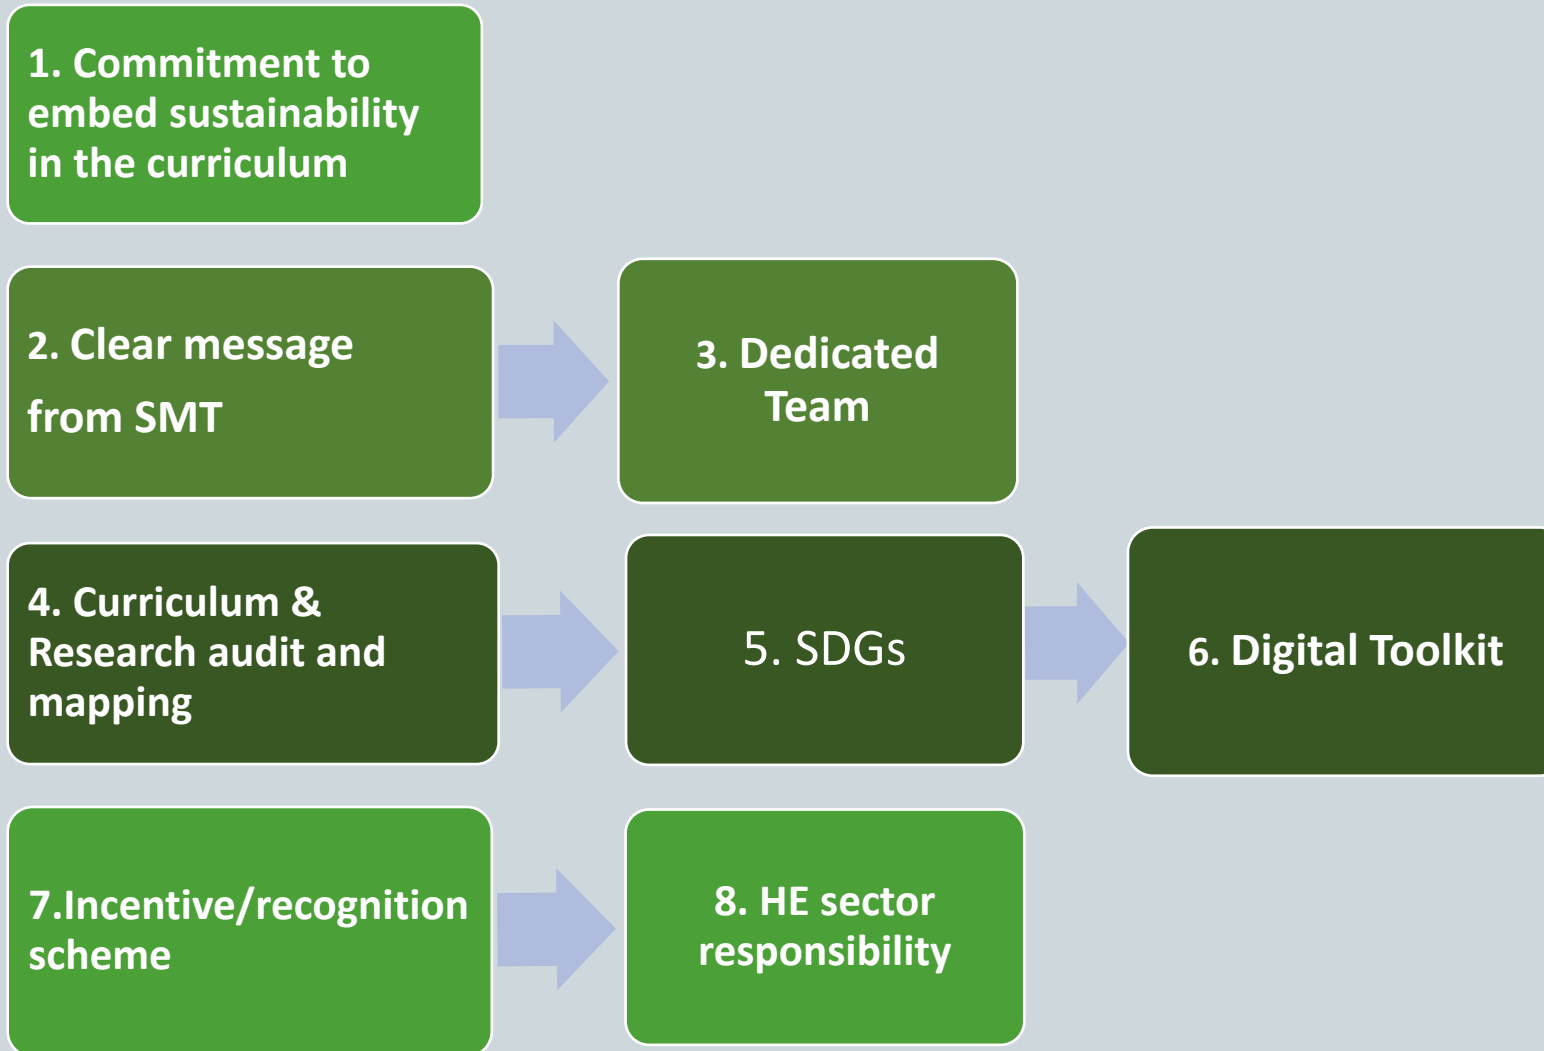 1. Commitment to
embed sustainability
in the curriculum
2. Clear message
from SMT
3. Dedicated
Team
4. Curriculum &
Research audit and
mapping
5. SDGs
6. Digital Toolkit
7.Incentive/recognition
scheme
8. HE sector
responsibility